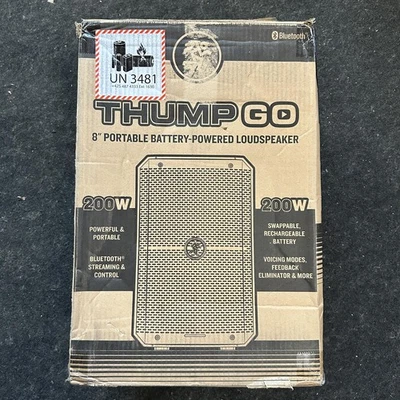 Bluetooth®
UN 3481
THUMP GO
8" PORTABLE BATTERY-POWERED LOUDSPEAKER
200W
POWERFUL &
PORTABLE
BLUETOOTH®
STREAMING &
CONTROL
200W
SWAPPABLE,
RECHARGEABLE
BATTERY
VOICING MODES,
FEEDBACK
ELIMINATOR & MORE